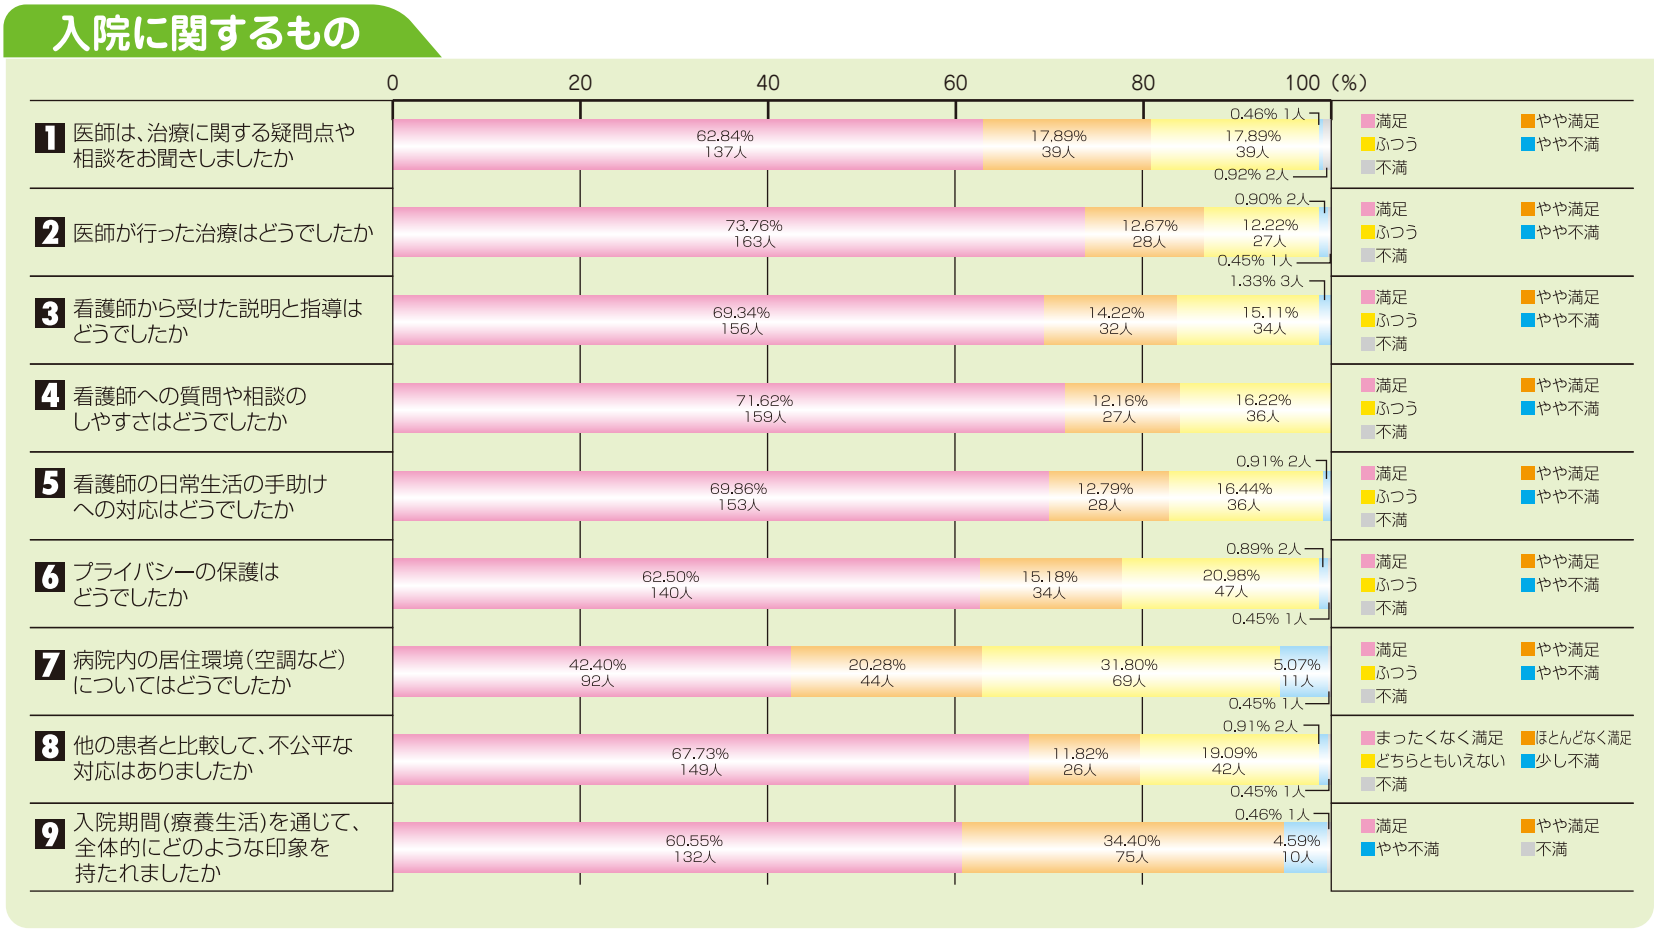 入院に関するもの
0 20 40 60 80 100 (%)
1 医師は、治療に関する疑問点や
相談をお聞きしましたか
62.84%
137人
17.89%
39人
17.89%
39人
0.46% 1人
0.92% 2人
満足 やや満足
ふつう やや不満
不満
2 医師が行った治療はどうでしたか
73.76%
163人
12.67%
28人
12.22%
27人
0.90% 2人
0.45% 1人
満足 やや満足
ふつう やや不満
不満
3 看護師から受けた説明と指導は
どうでしたか
69.34%
156人
14.22%
32人
15.11%
34人
1.33% 3人
満足 やや満足
ふつう やや不満
不満
4 看護師への質問や相談の
しやすさはどうでしたか
71.62%
159人
12.16%
27人
16.22%
36人
満足 やや満足
ふつう やや不満
不満
5 看護師の日常生活の手助け
への対応はどうでしたか
69.86%
153人
12.79%
28人
16.44%
36人
0.91% 2人
満足 やや満足
ふつう やや不満
不満
6 プライバシーの保護は
どうでしたか
62.50%
140人
15.18%
34人
20.98%
47人
0.89% 2人
0.45% 1人
満足 やや満足
ふつう やや不満
不満
7 病院内の居住環境(空調など)
についてはどうでしたか
42.40%
92人
20.28%
44人
31.80%
69人
5.07%
11人
0.45% 1人
満足 やや満足
ふつう やや不満
不満
8 他の患者と比較して、不公平な
対応はありましたか
67.73%
149人
11.82%
26人
19.09%
42人
0.91% 2人
0.45% 1人
まったくなく満足 ほとんどなく満足
どちらともいえない 少し不満
不満
9 入院期間(療養生活)を通じて、
全体的にどのような印象を
持たれましたか
60.55%
132人
34.40%
75人
4.59%
10人
0.46% 1人
満足 やや満足
やや不満 不満